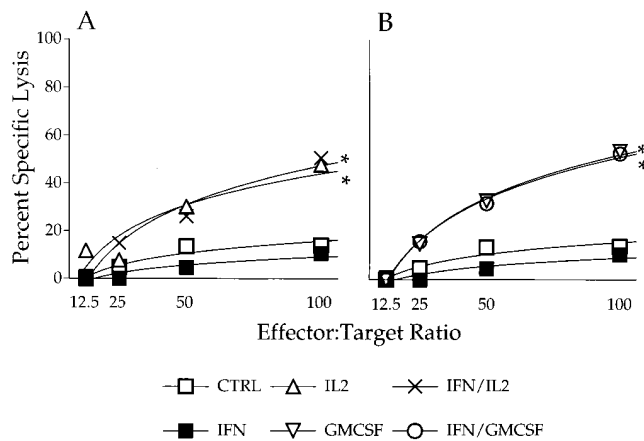 A
B
100
80
60
40
20
0
Percent Specific Lysis
*
*
*
*
12.5 25 50 100
12.5 25 50 100
Effector:Target Ratio
CTRL IL2 IFN/IL2
IFN GMCSF IFN/GMCSF